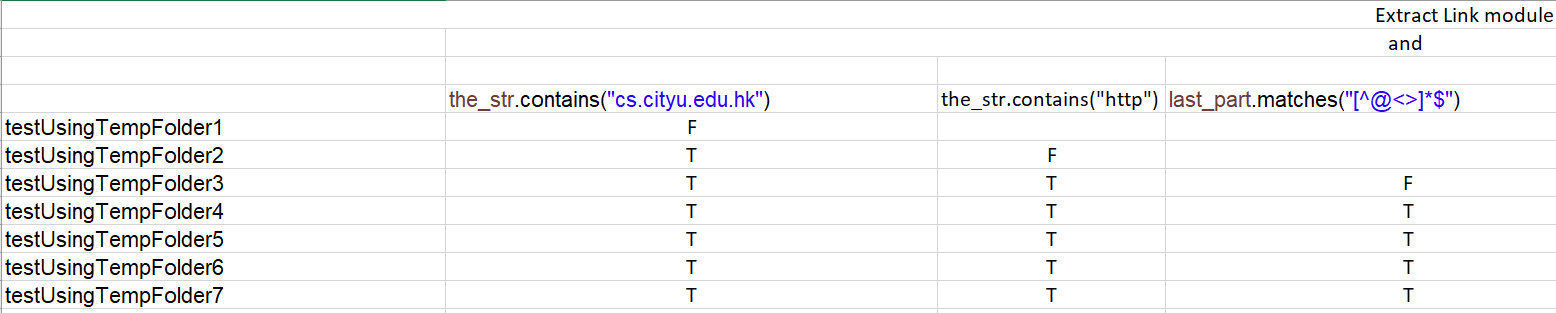 Extract Link module
and
the_str.contains("cs.cityu.edu.hk") the_str.contains("http") last_part.matches("[^@<>]*$")
testUsingTempFolder1 F
testUsingTempFolder2 T F
testUsingTempFolder3 T T F
testUsingTempFolder4 T T T
testUsingTempFolder5 T T T
testUsingTempFolder6 T T T
testUsingTempFolder7 T T T